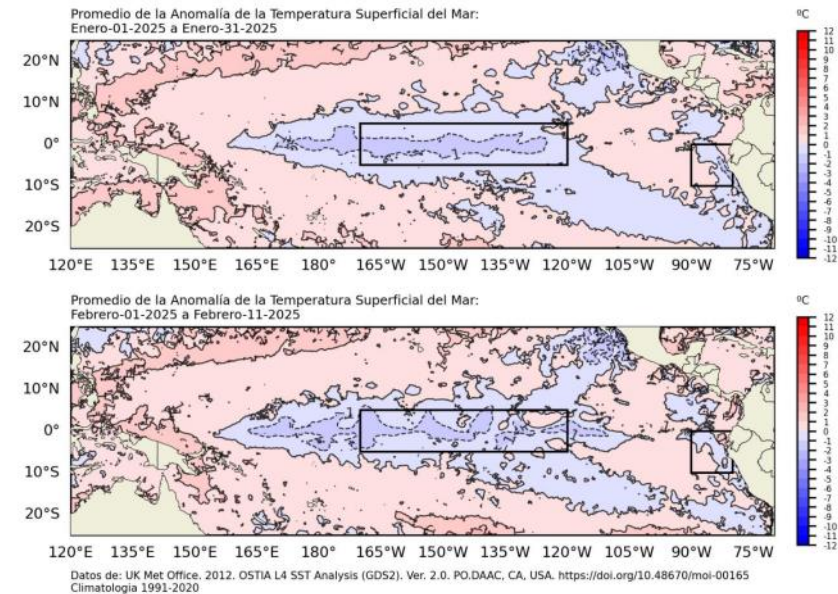 Promedio de la Anomalía de la Temperatura Superficial del Mar:
Enero-01-2025 a Enero-31-2025
ºC
12
11
10
9
8
7
6
5
4
3
2
1
0
-1
-2
-3
-4
-5
-6
-7
-8
-9
-10
-11
-12
20°N
10°N
0°
10°S
20°S
120°E 135°E 150°E 165°E 180° 165°W 150°W 135°W 120°W 105°W 90°W 75°W
Promedio de la Anomalía de la Temperatura Superficial del Mar:
Febrero-01-2025 a Febrero-11-2025
ºC
12
11
10
9
8
7
6
5
4
3
2
1
0
-1
-2
-3
-4
-5
-6
-7
-8
-9
-10
-11
-12
20°N
10°N
0°
10°S
20°S
120°E 135°E 150°E 165°E 180° 165°W 150°W 135°W 120°W 105°W 90°W 75°W
Datos de: UK Met Office. 2012. OSTIA L4 SST Analysis (GDS2). Ver. 2.0. PO.DAAC, CA, USA. https://doi.org/10.48670/moi-00165
Climatología 1991-2020